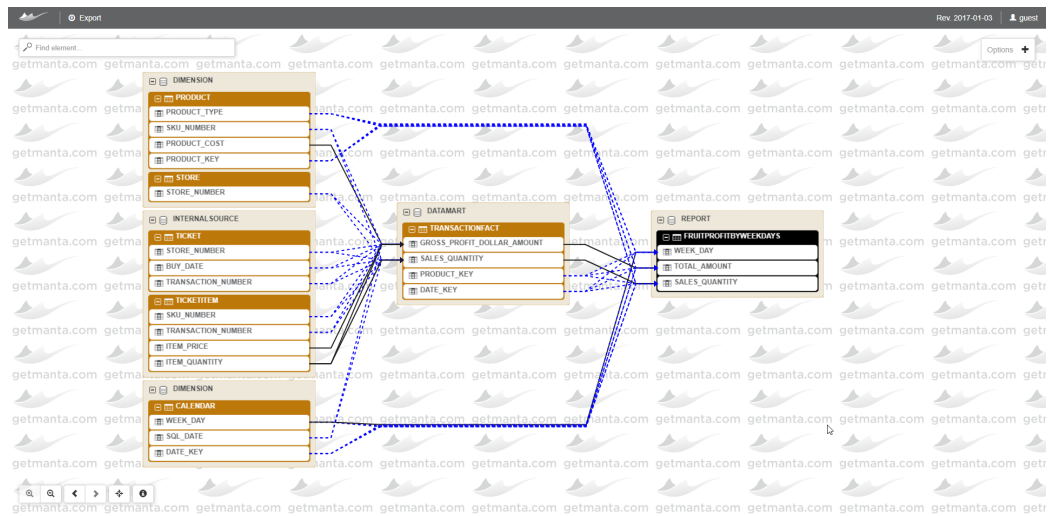 Export
Rev. 2017-01-03
guest
Find element...
Options
DIMENSION
PRODUCT
PRODUCT_TYPE
SKU_NUMBER
PRODUCT_COST
PRODUCT_KEY
STORE
STORE_NUMBER
INTERNALSOURCE
TICKET
STORE_NUMBER
BUY_DATE
TRANSACTION_NUMBER
TICKETITEM
SKU_NUMBER
TRANSACTION_NUMBER
ITEM_PRICE
ITEM_QUANTITY
DIMENSION
CALENDAR
WEEK_DAY
SQL_DATE
DATE_KEY
DATAMART
TRANSACTIONFACT
GROSS_PROFIT_DOLLAR_AMOUNT
SALES_QUANTITY
PRODUCT_KEY
DATE_KEY
REPORT
FRUITPROFITBYWEEKDAYS
WEEK_DAY
TOTAL_AMOUNT
SALES_QUANTITY
getmanta.com